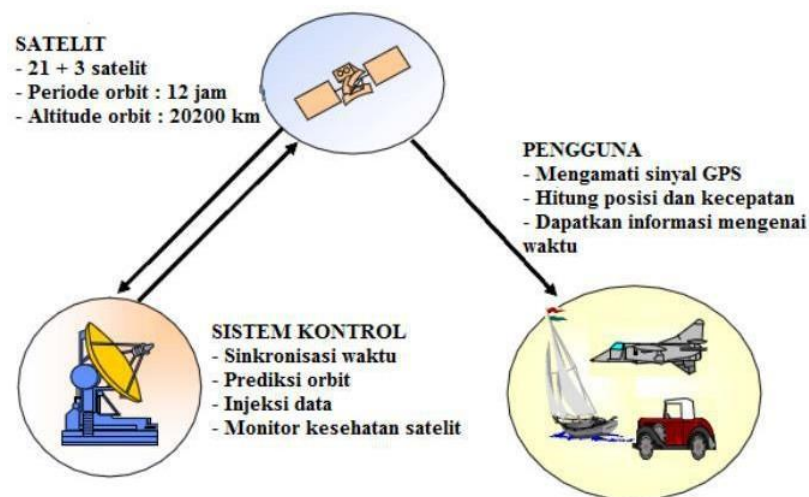 SATELIT
- 21 + 3 satelit
- Periode orbit : 12 jam
- Altitude orbit : 20200 km
PENGGUNA
- Mengamati sinyal GPS
- Hitung posisi dan kecepatan
- Dapatkan informasi mengenai
waktu
SISTEM KONTROL
- Sinkronisasi waktu
- Prediksi orbit
- Injeksi data
- Monitor kesehatan satelit